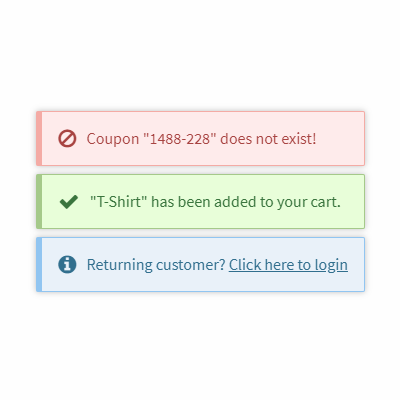 Coupon "1488-228" does not exist!
"T-Shirt" has been added to your cart.
Returning customer? Click here to login